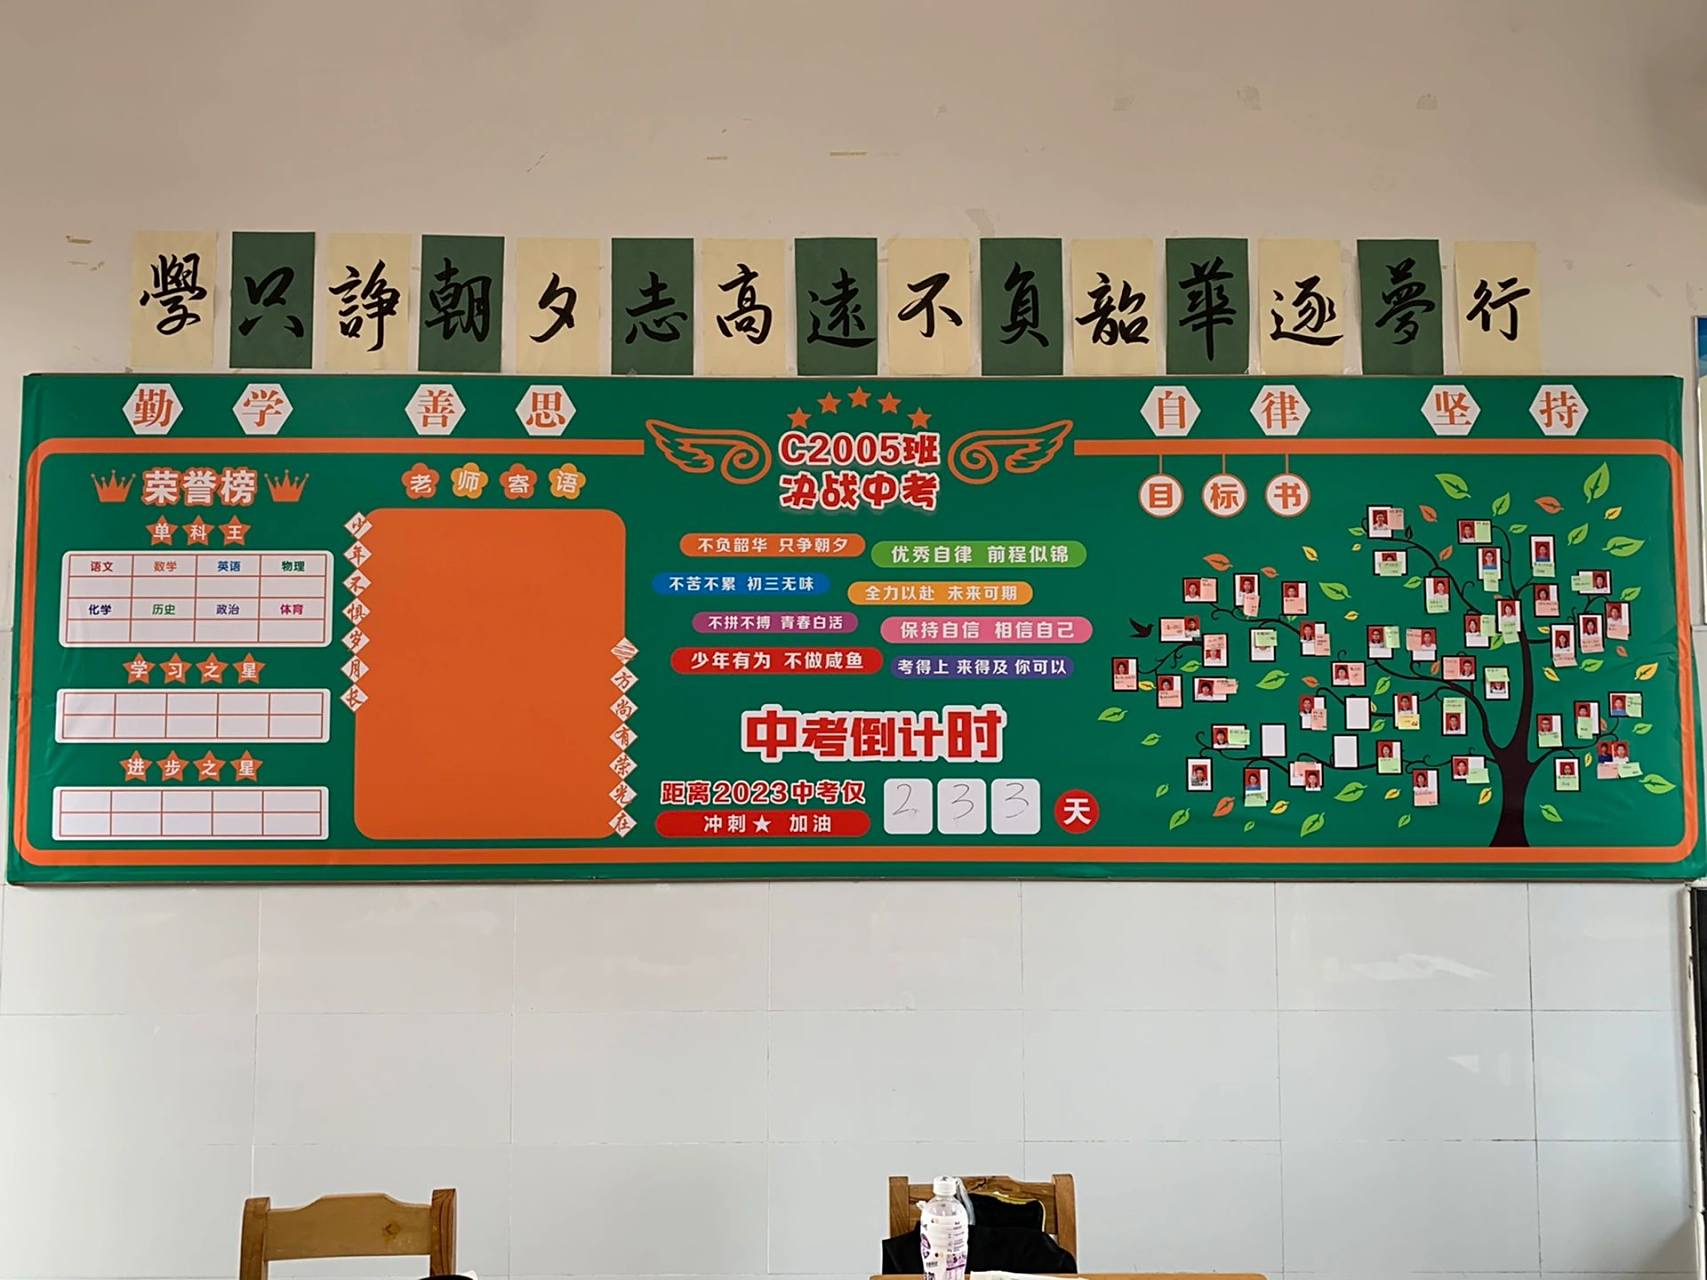 學只諍朝夕志高遠不負韶華逐夢行
勤学 善思
自律 坚持
荣誉榜
单科王
语文 数学 英语 物理
化学 历史 政治 体育
学习之星
进步之星
老师寄语
少年不惧岁月长
方尚有荣光在
C2005班
决战中考
不负韶华 只争朝夕
优秀自律 前程似锦
不苦不累 初三无味
全力以赴 未来可期
不拼不搏 青春白活
保持自信 相信自己
少年有为 不做咸鱼
考得上 来得及 你可以
中考倒计时
距离2023中考仅 233 天
冲刺★ 加油
目标书